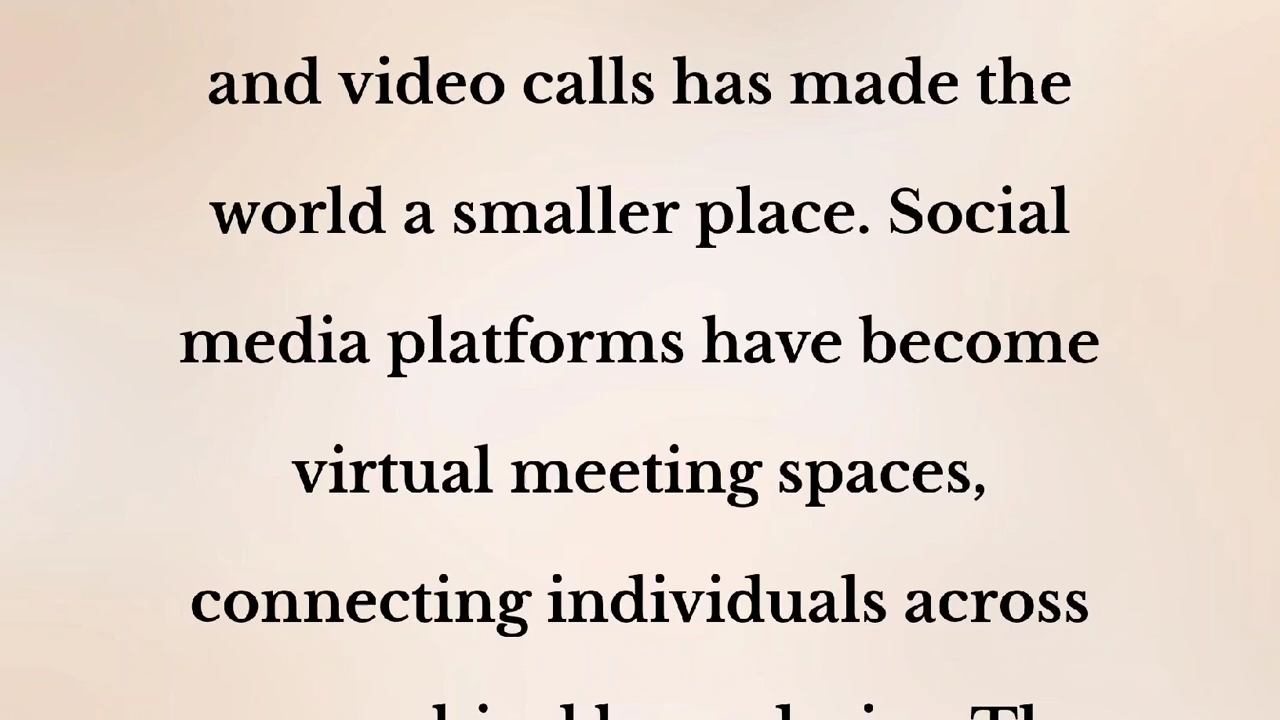 and video calls has made the
world a smaller place. Social
media platforms have become
virtual meeting spaces,
connecting individuals across